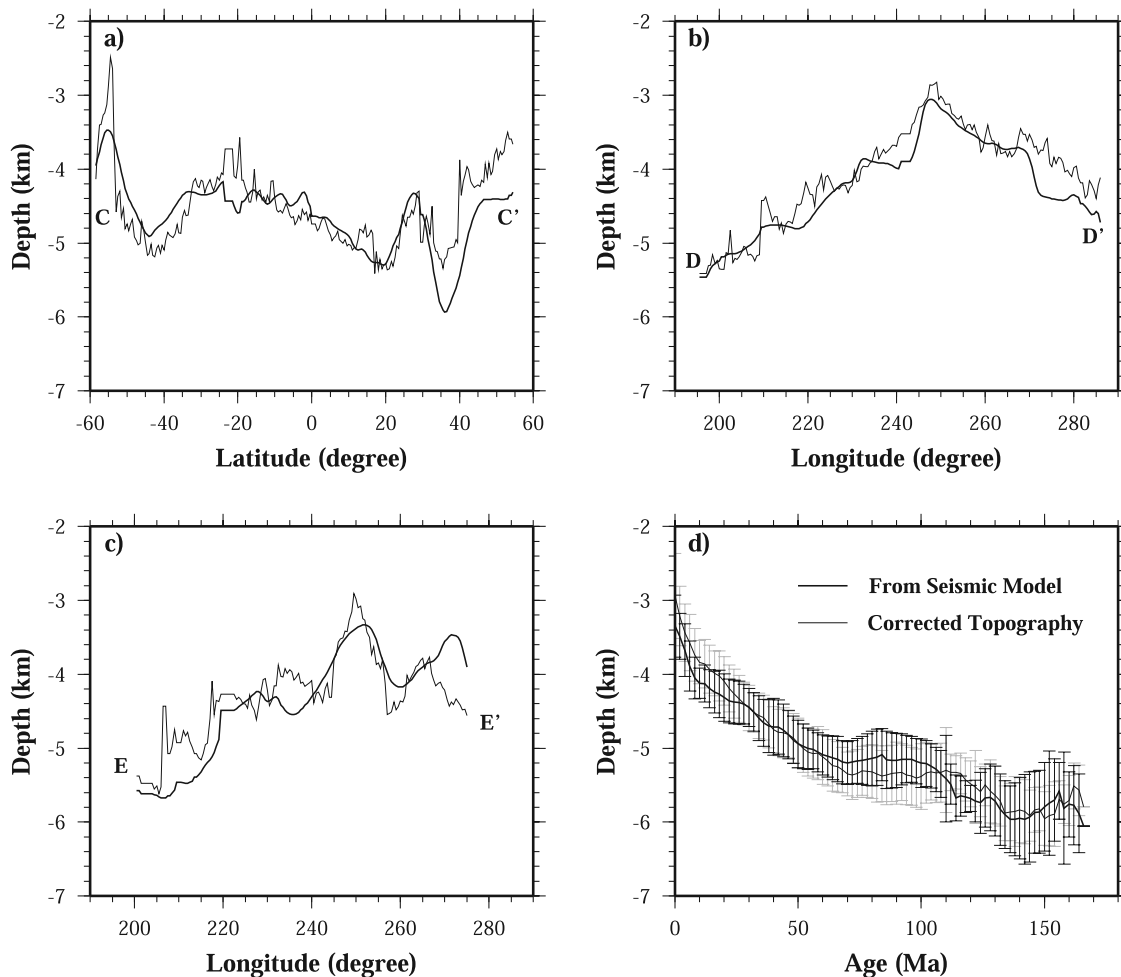 a)
-2
-3
-4
-5
-6
-7
Depth (km)
C
C'
-60 -40 -20 0 20 40 60
Latitude (degree)
b)
-2
-3
-4
-5
-6
-7
Depth (km)
D
D'
200 220 240 260 280
Longitude (degree)
c)
-2
-3
-4
-5
-6
-7
Depth (km)
E
E'
200 220 240 260 280
Longitude (degree)
d)
-2
-3
-4
-5
-6
-7
Depth (km)
From Seismic Model
Corrected Topography
0 50 100 150
Age (Ma)